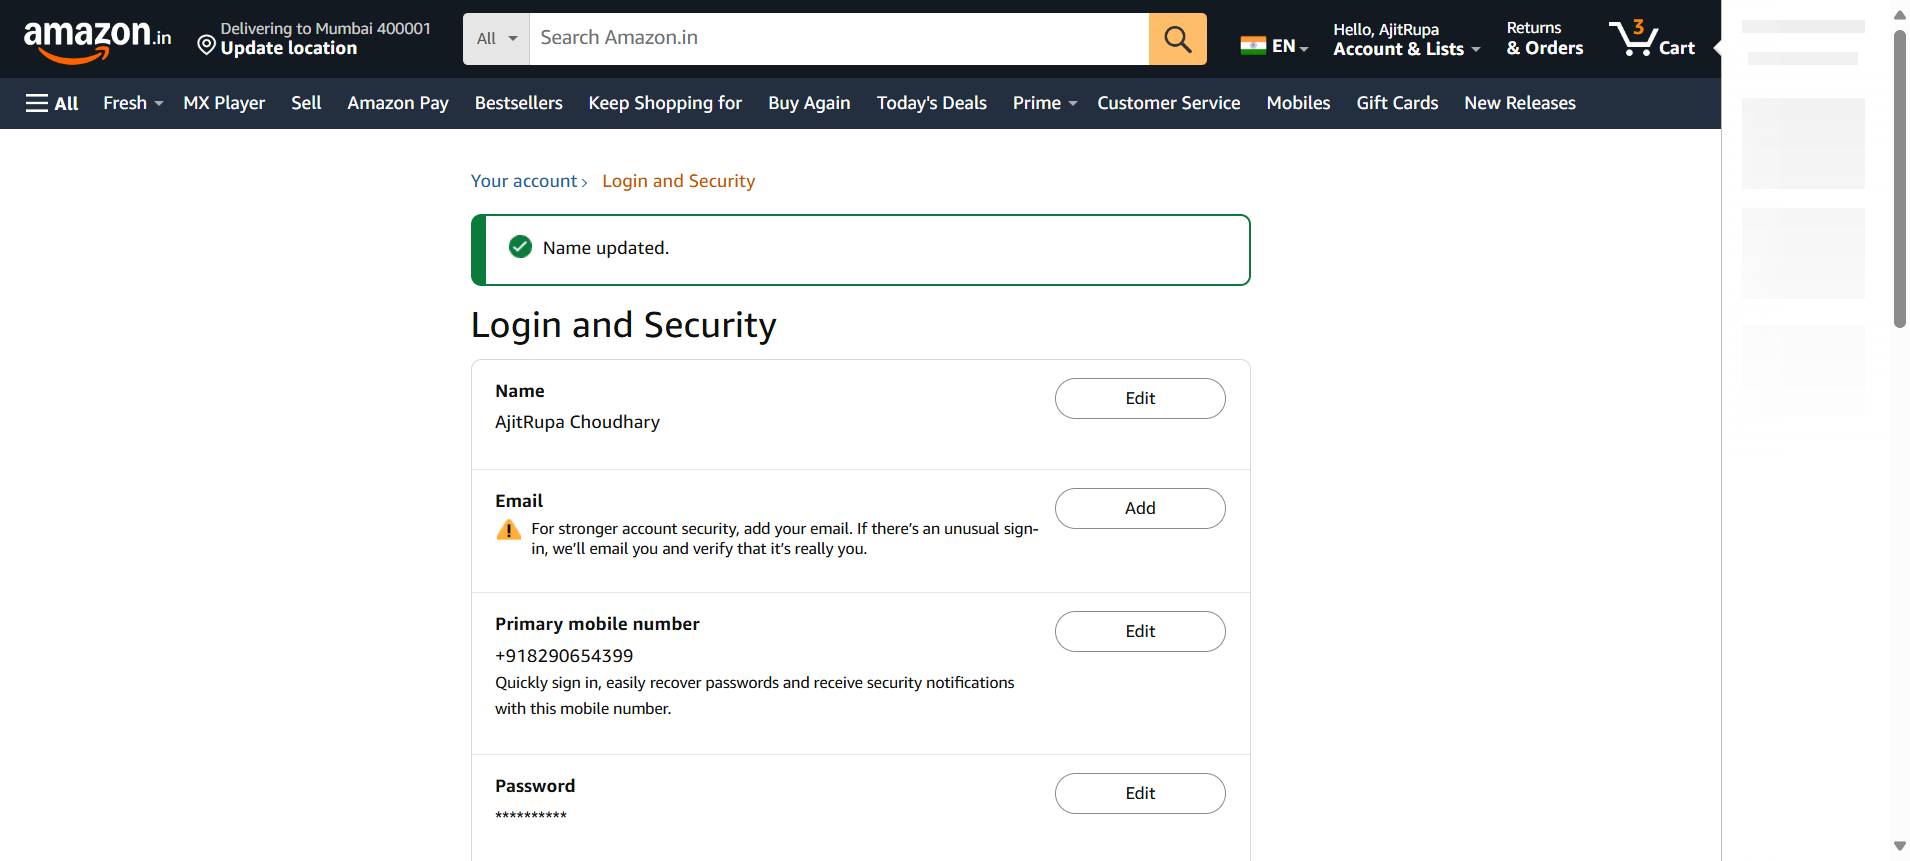 amazon.in
Delivering to Mumbai 400001
Update location
All
Search Amazon.in
EN
Hello, AjitRupa
Account & Lists
Returns
& Orders
3
Cart
All
Fresh
MX Player
Sell
Amazon Pay
Bestsellers
Keep Shopping for
Buy Again
Today's Deals
Prime
Customer Service
Mobiles
Gift Cards
New Releases
Your account › Login and Security
Name updated.
Login and Security
Name
AjitRupa Choudhary
Edit
Email
For stronger account security, add your email. If there’s an unusual sign-
in, we’ll email you and verify that it’s really you.
Add
Primary mobile number
+918290654399
Quickly sign in, easily recover passwords and receive security notifications
with this mobile number.
Edit
Password
**********
Edit